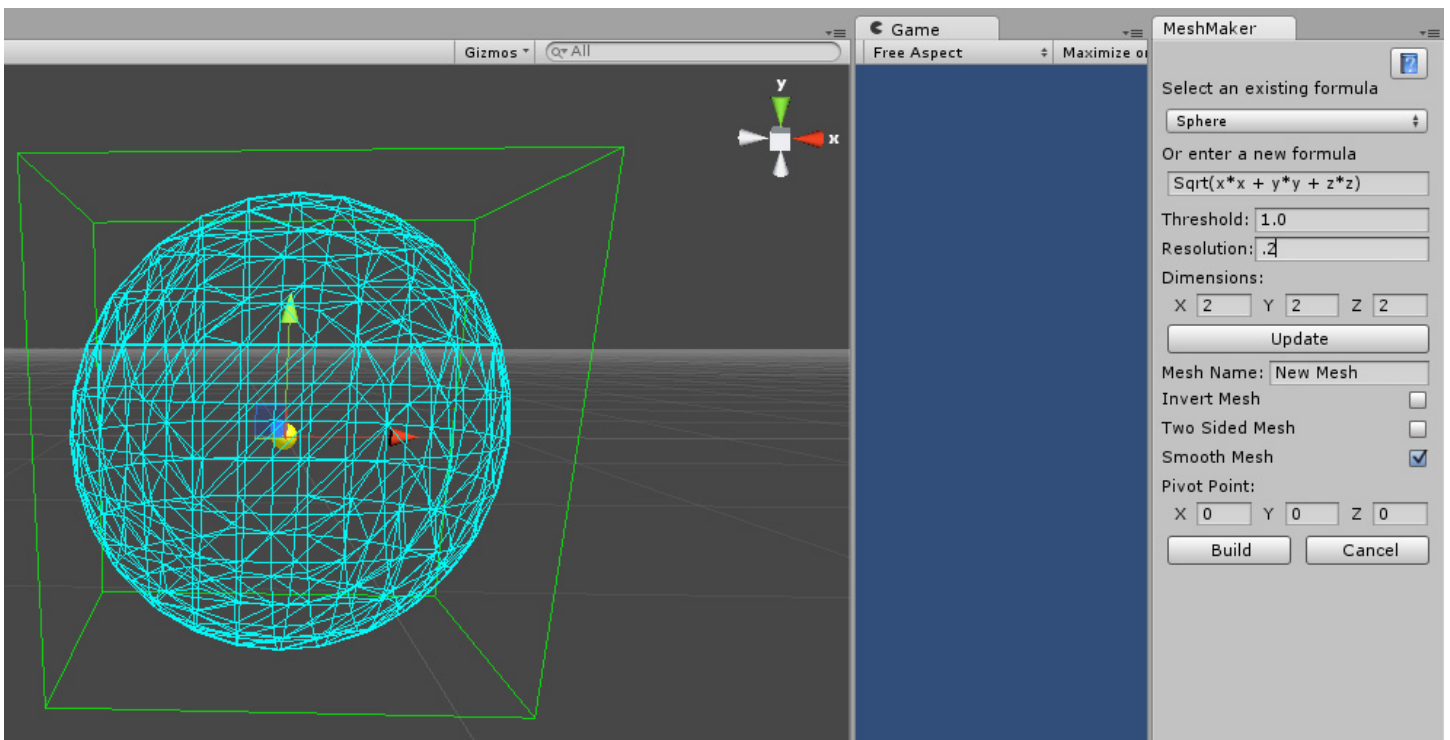 Game
MeshMaker
Gizmos
All
Free Aspect
Maximize o
y
x
Select an existing formula
Sphere
Or enter a new formula
Sqrt(x*x + y*y + z*z)
Threshold: 1.0
Resolution: .2
Dimensions:
X 2 Y 2 Z 2
Update
Mesh Name: New Mesh
Invert Mesh
Two Sided Mesh
Smooth Mesh
Pivot Point:
X 0 Y 0 Z 0
Build Cancel